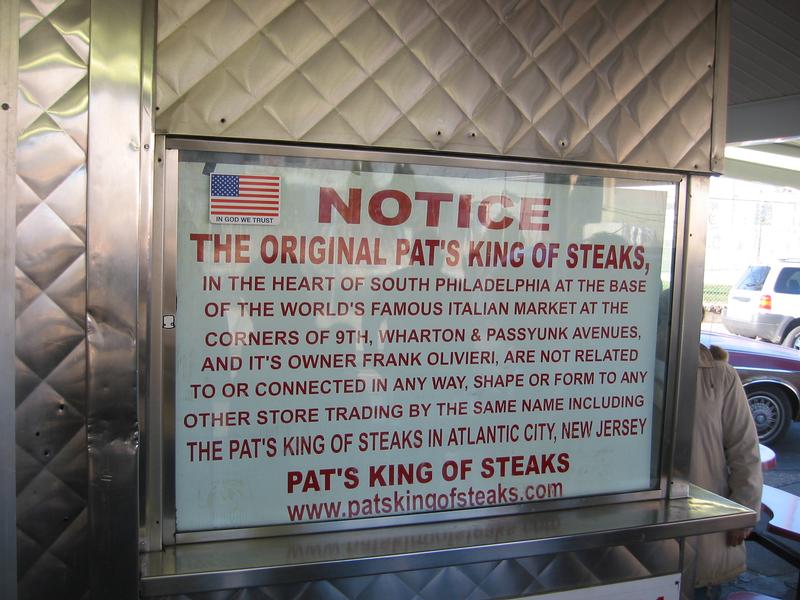 IN GOD WE TRUST
NOTICE
THE ORIGINAL PAT'S KING OF STEAKS,
IN THE HEART OF SOUTH PHILADELPHIA AT THE BASE
OF THE WORLD'S FAMOUS ITALIAN MARKET AT THE
CORNERS OF 9TH, WHARTON & PASSYUNK AVENUES,
AND IT'S OWNER FRANK OLIVIERI, ARE NOT RELATED
TO OR CONNECTED IN ANY WAY, SHAPE OR FORM TO ANY
OTHER STORE TRADING BY THE SAME NAME INCLUDING
THE PAT'S KING OF STEAKS IN ATLANTIC CITY, NEW JERSEY
PAT'S KING OF STEAKS
www.patskingofsteaks.com